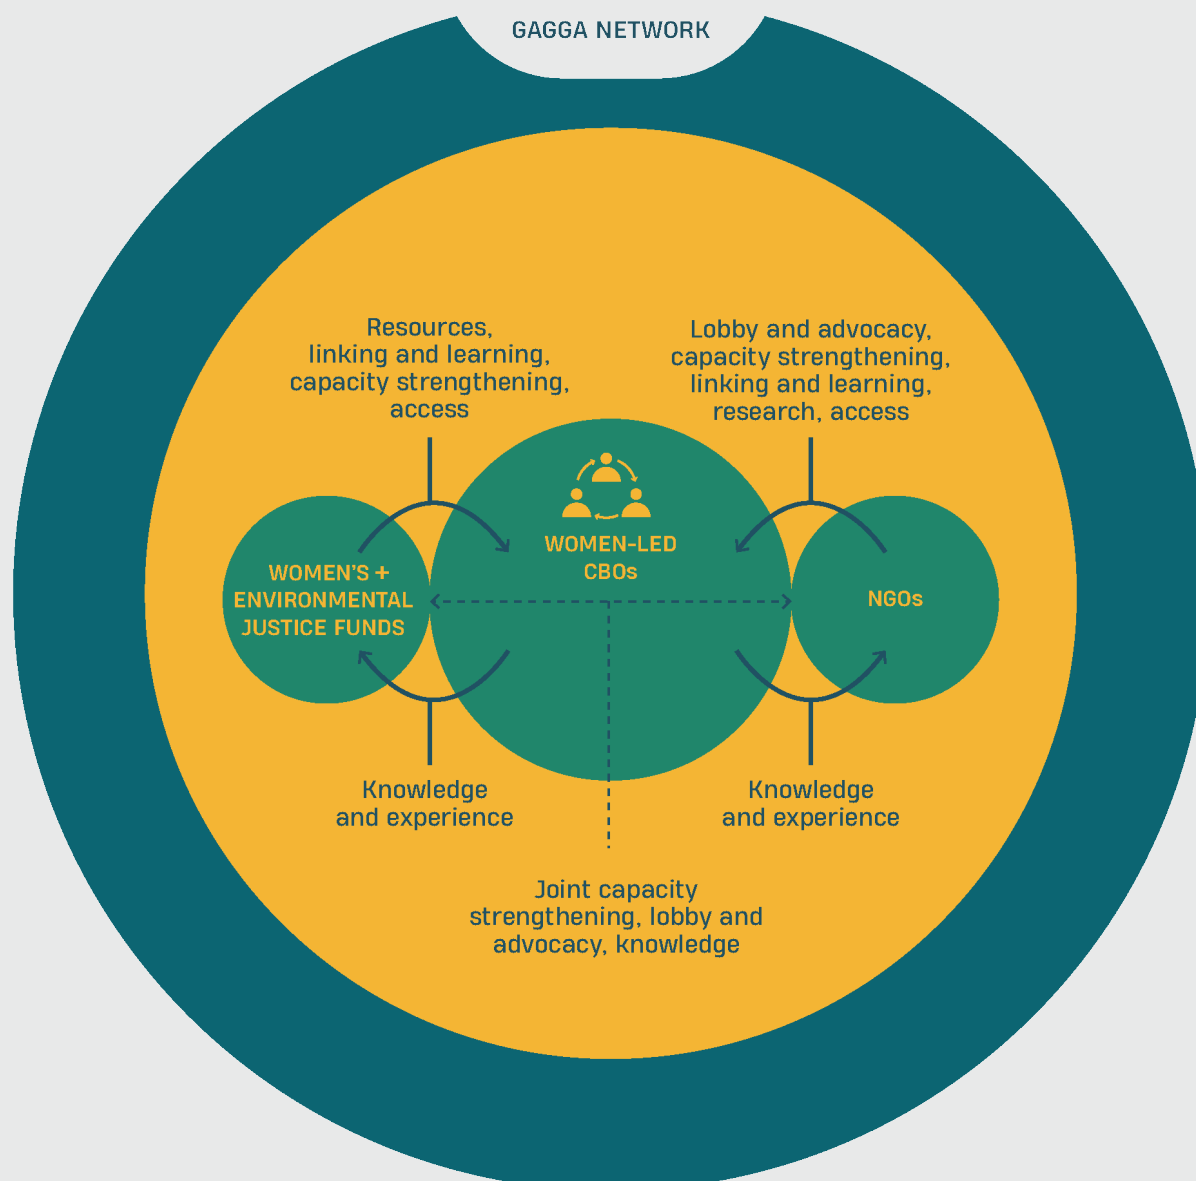 GAGGA NETWORK
Resources,
linking and learning,
capacity strengthening,
access
Lobby and advocacy,
capacity strengthening,
linking and learning,
research, access
WOMEN-LED
CBOs
WOMEN'S +
ENVIRONMENTAL
JUSTICE FUNDS
NGOs
Knowledge
and experience
Knowledge
and experience
Joint capacity
strengthening, lobby and
advocacy, knowledge